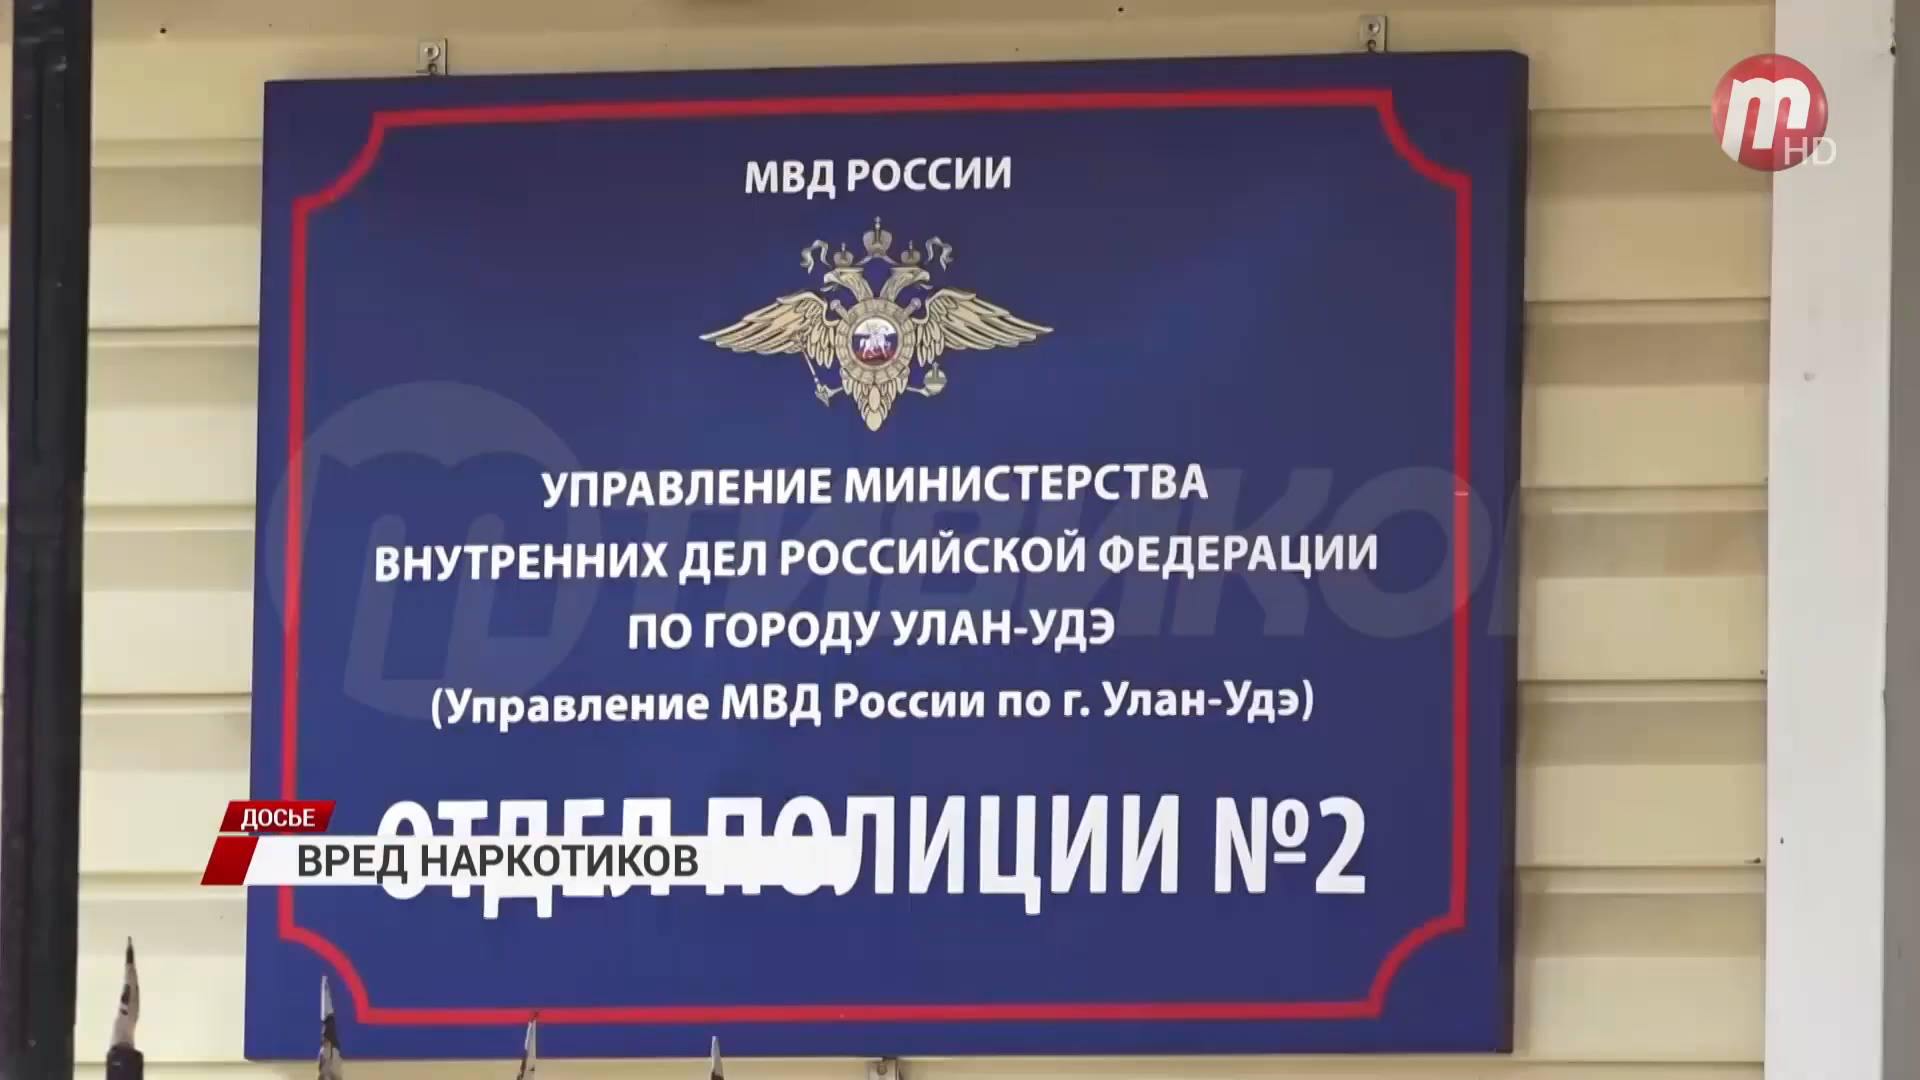 HD
МВД РОССИИ
УПРАВЛЕНИЕ МИНИСТЕРСТВА
ВНУТРЕННИХ ДЕЛ РОССИЙСКОЙ ФЕДЕРАЦИИ
ПО ГОРОДУ УЛАН-УДЭ
(Управление МВД России по г. Улан-Удэ)
ОТДЕЛ ПОЛИЦИИ №2
ДОСЬЕ
ВРЕД НАРКОТИКОВ
ТИВИКОМ